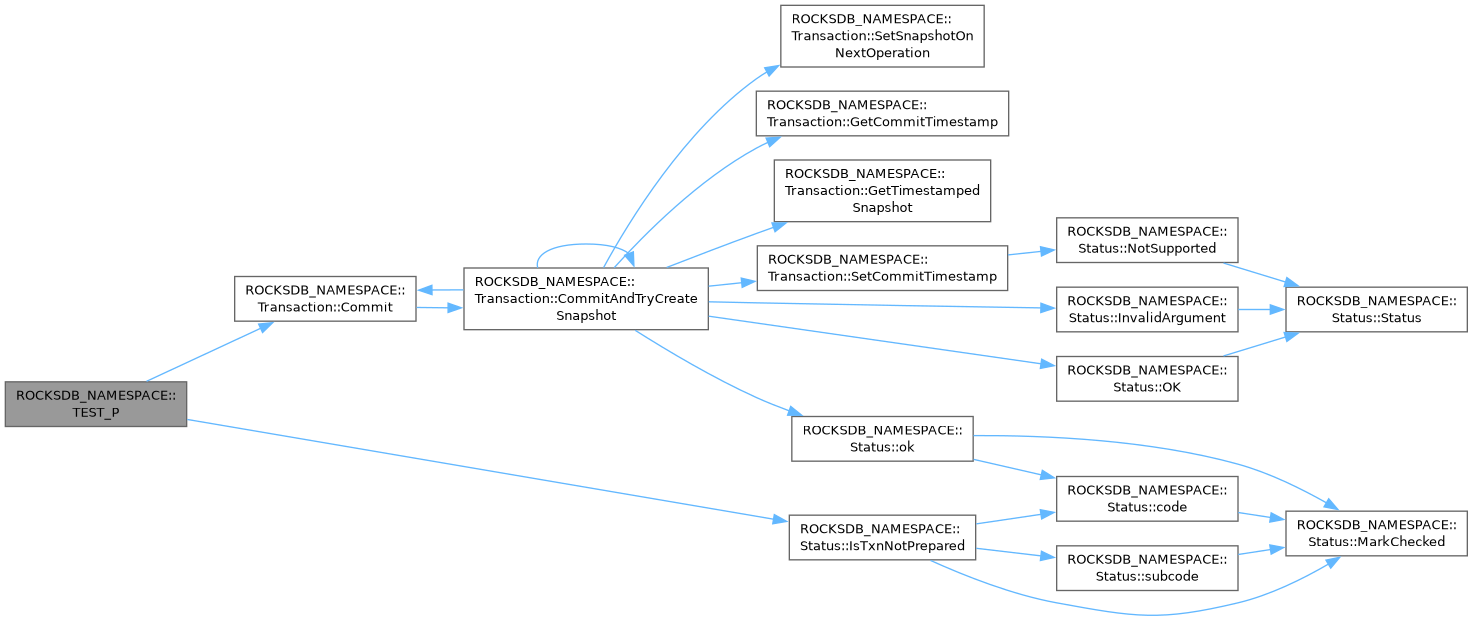 ROCKSDB_NAMESPACE::
Transaction::SetSnapshotOn
NextOperation
ROCKSDB_NAMESPACE::
Transaction::GetCommitTimestamp
ROCKSDB_NAMESPACE::
Transaction::GetTimestamped
Snapshot
ROCKSDB_NAMESPACE::
Status::NotSupported
ROCKSDB_NAMESPACE::
Transaction::SetCommitTimestamp
ROCKSDB_NAMESPACE::
Transaction::Commit
ROCKSDB_NAMESPACE::
Transaction::CommitAndTryCreate
Snapshot
ROCKSDB_NAMESPACE::
Status::InvalidArgument
ROCKSDB_NAMESPACE::
Status::Status
ROCKSDB_NAMESPACE::
Status::OK
ROCKSDB_NAMESPACE::
TEST_P
ROCKSDB_NAMESPACE::
Status::ok
ROCKSDB_NAMESPACE::
Status::code
ROCKSDB_NAMESPACE::
Status::IsTxnNotPrepared
ROCKSDB_NAMESPACE::
Status::MarkChecked
ROCKSDB_NAMESPACE::
Status::subcode